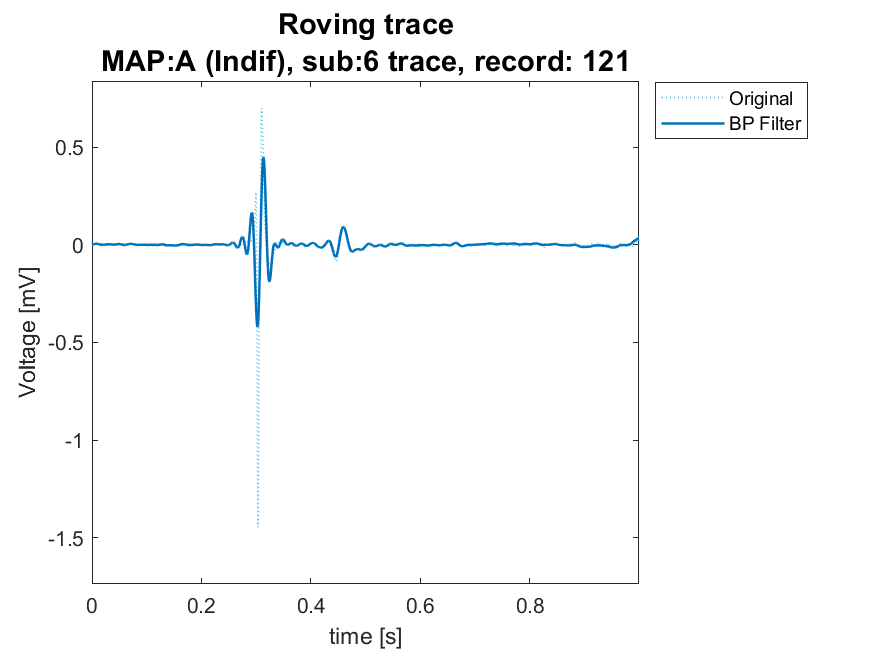 Roving trace
MAP:A (Indif), sub:6 trace, record: 121
Original
BP Filter
0.5
0
-0.5
-1
-1.5
Voltage [mV]
0
0.2
0.4
0.6
0.8
time [s]